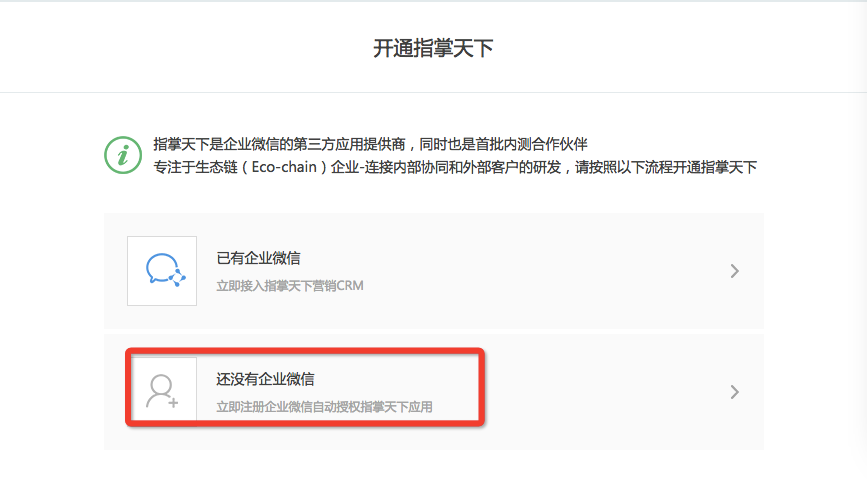 开通指掌天下
指掌天下是企业微信的第三方应用提供商，同时也是首批内测合作伙伴
专注于生态链（Eco-chain）企业-连接内部协同和外部客户的研发，请按照以下流程开通指掌天下
已有企业微信
立即接入指掌天下营销CRM
还没有企业微信
立即注册企业微信自动授权指掌天下应用